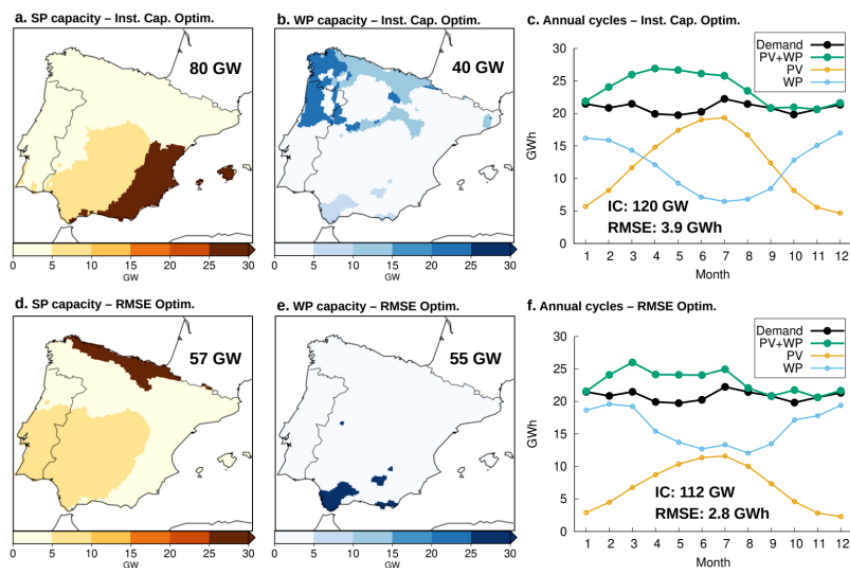 a. SP capacity – Inst. Cap. Optim.
80 GW
0 5 10 15 20 25 30
GW
b. WP capacity – Inst. Cap. Optim.
40 GW
0 5 10 15 20 25 30
GW
c. Annual cycles – Inst. Cap. Optim.
Demand
PV+WP
PV
WP
30
25
20
15
10
5
0
GWh
IC: 120 GW
RMSE: 3.9 GWh
1 2 3 4 5 6 7 8 9 10 11 12
Month
d. SP capacity – RMSE Optim.
57 GW
0 5 10 15 20 25 30
GW
e. WP capacity – RMSE Optim.
55 GW
0 5 10 15 20 25 30
GW
f. Annual cycles – RMSE Optim.
Demand
PV+WP
PV
WP
30
25
20
15
10
5
0
GWh
IC: 112 GW
RMSE: 2.8 GWh
1 2 3 4 5 6 7 8 9 10 11 12
Month